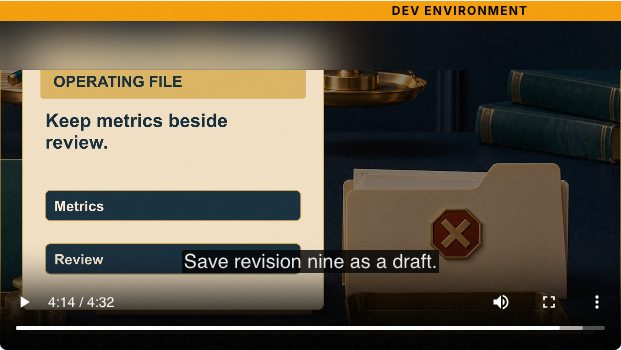 DEV ENVIRONMENT
OPERATING FILE
Keep metrics beside
review.
Metrics
Review
Save revision nine as a draft.
4:14 / 4:32